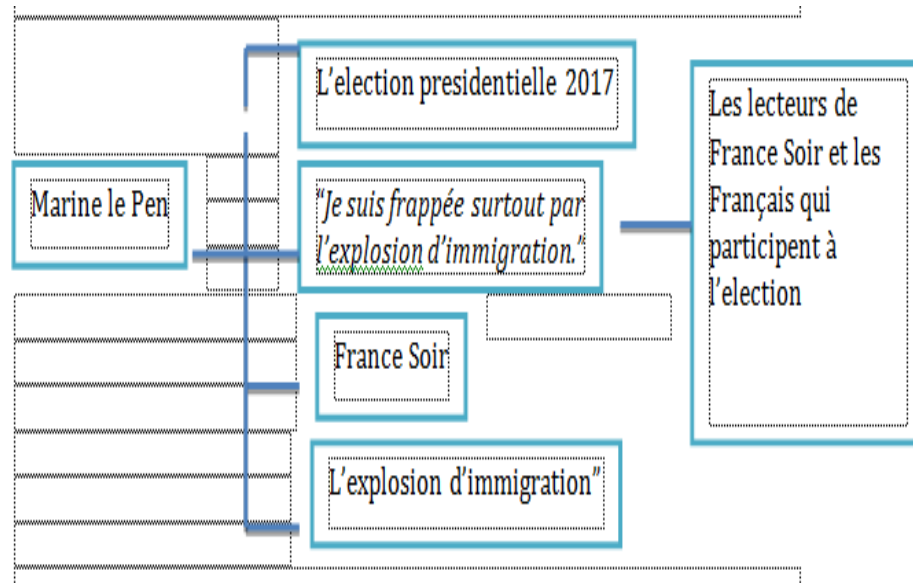 L'election presidentielle 2017
Marine le Pen
"Je suis frappée surtout par
l'explosion d'immigration."
Les lecteurs de
France Soir et les
Français qui
participent à
l'election
France Soir
L'explosion d'immigration"